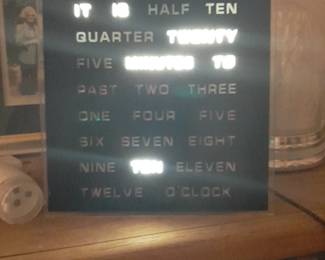 IT IS HALF TEN
QUARTER TWENTY
FIVE MINUTES TO
PAST TWO THREE
ONE FOUR FIVE
SIX SEVEN EIGHT
NINE TEN ELEVEN
TWELVE O'CLOCK